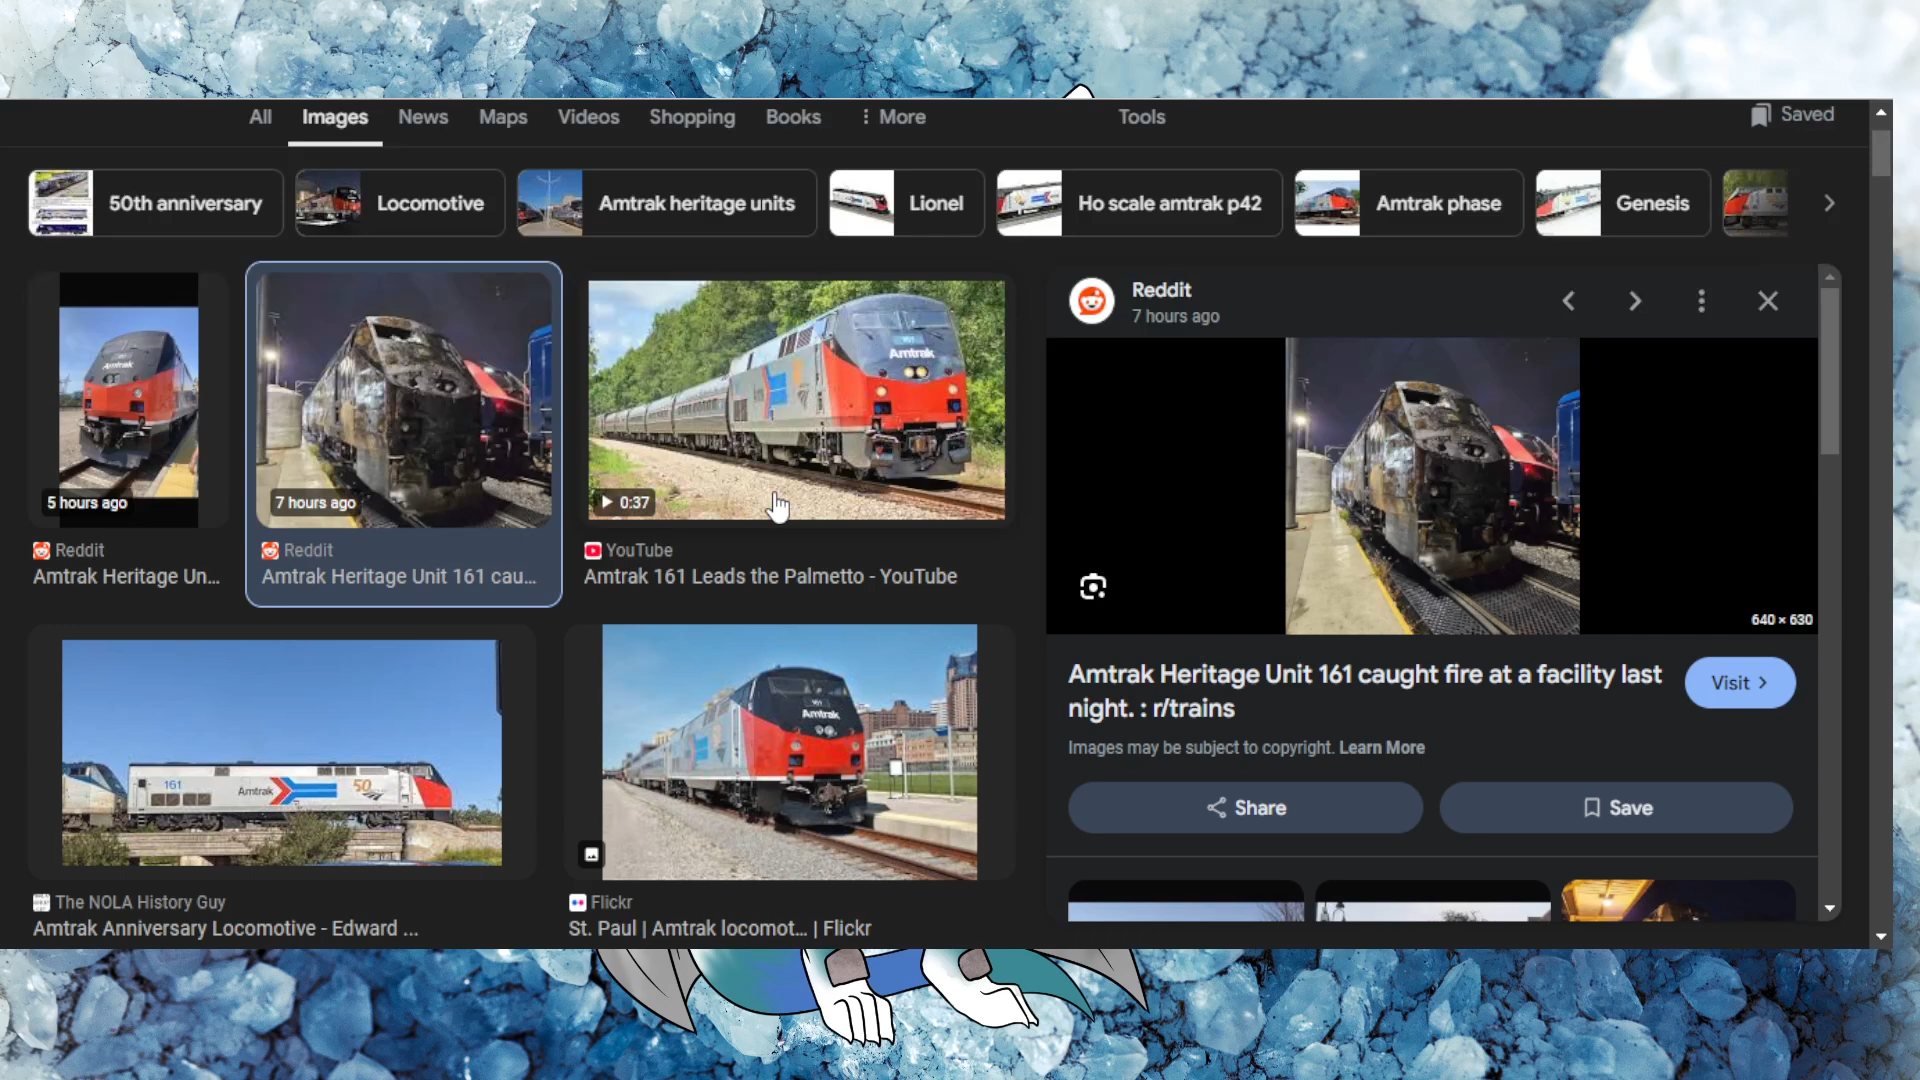 All Images News Maps Videos Shopping Books More Tools Saved
50th anniversary Locomotive Amtrak heritage units Lionel Ho scale amtrak p42 Amtrak phase Genesis
Amtrak
5 hours ago
Reddit
Amtrak Heritage Un...
7 hours ago
Reddit
Amtrak Heritage Unit 161 cau...
161
Amtrak
0:37
YouTube
Amtrak 161 Leads the Palmetto - YouTube
161
Amtrak
50
The NOLA History Guy
Amtrak Anniversary Locomotive - Edward ...
161
Amtrak
Flickr
St. Paul | Amtrak locomot... | Flickr
Reddit
7 hours ago
640 × 630
Amtrak Heritage Unit 161 caught fire at a facility last
night. : r/trains
Visit
Images may be subject to copyright. Learn More
Share
Save